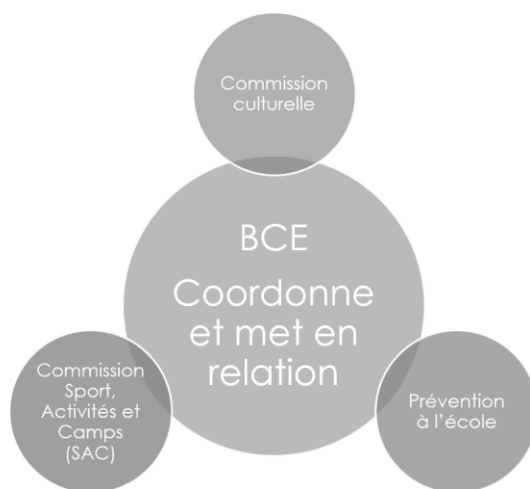 Commission
culturelle
BCE
Coordonne
et met en
relation
Commission
Sport,
Activités et
Camps
(SAC)
Prévention
à l'école